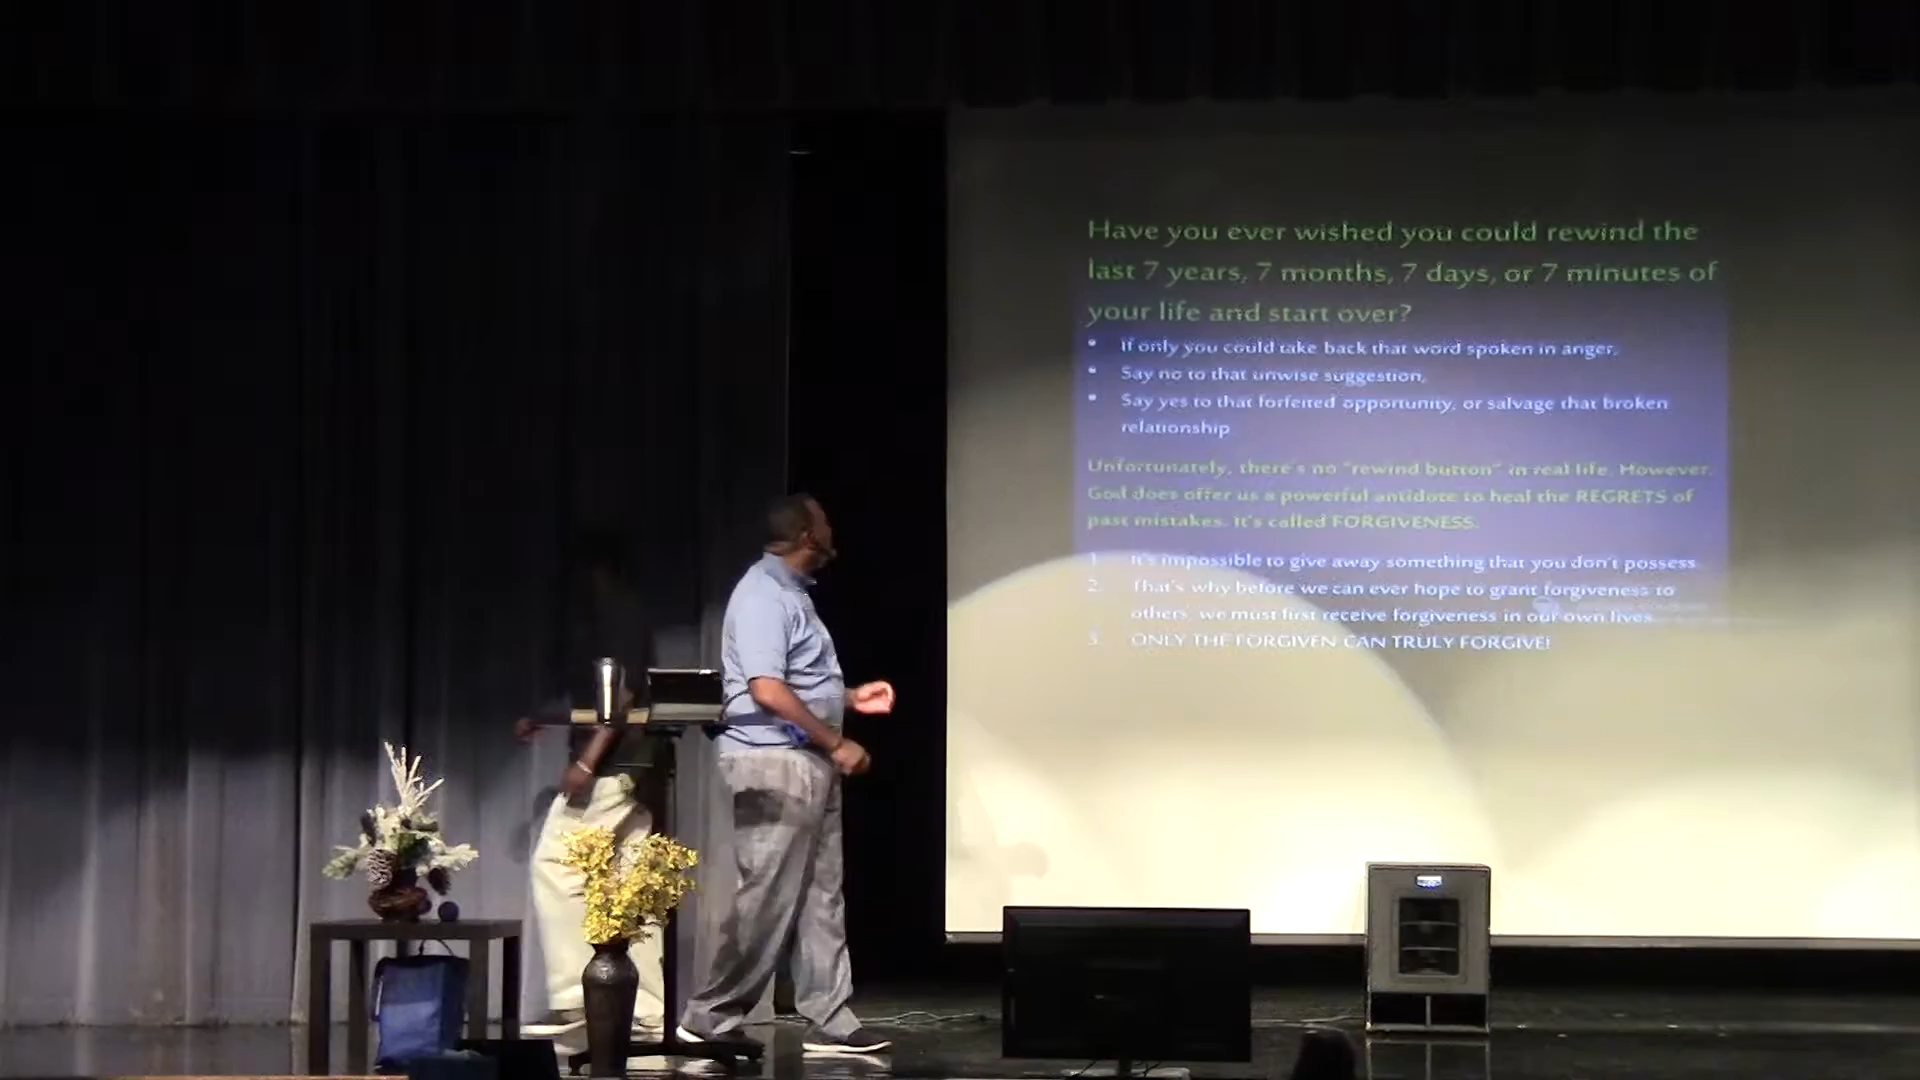 Have you ever wished you could rewind the
last 7 years, 7 months, 7 days, or 7 minutes of
your life and start over?
• If only you could take back that word spoken in anger,
• Say no to that unwise suggestion,
• Say yes to that forfeited opportunity, or salvage that broken
relationship
Unfortunately, there's no "rewind button" in real life. However,
God does offer us a powerful antidote to heal the REGRETS of
past mistakes. It's called FORGIVENESS.
1. It's impossible to give away something that you don't possess
2. That's why before we can ever hope to grant forgiveness to
others, we must first receive forgiveness in our own lives
3. ONLY THE FORGIVEN CAN TRULY FORGIVE!